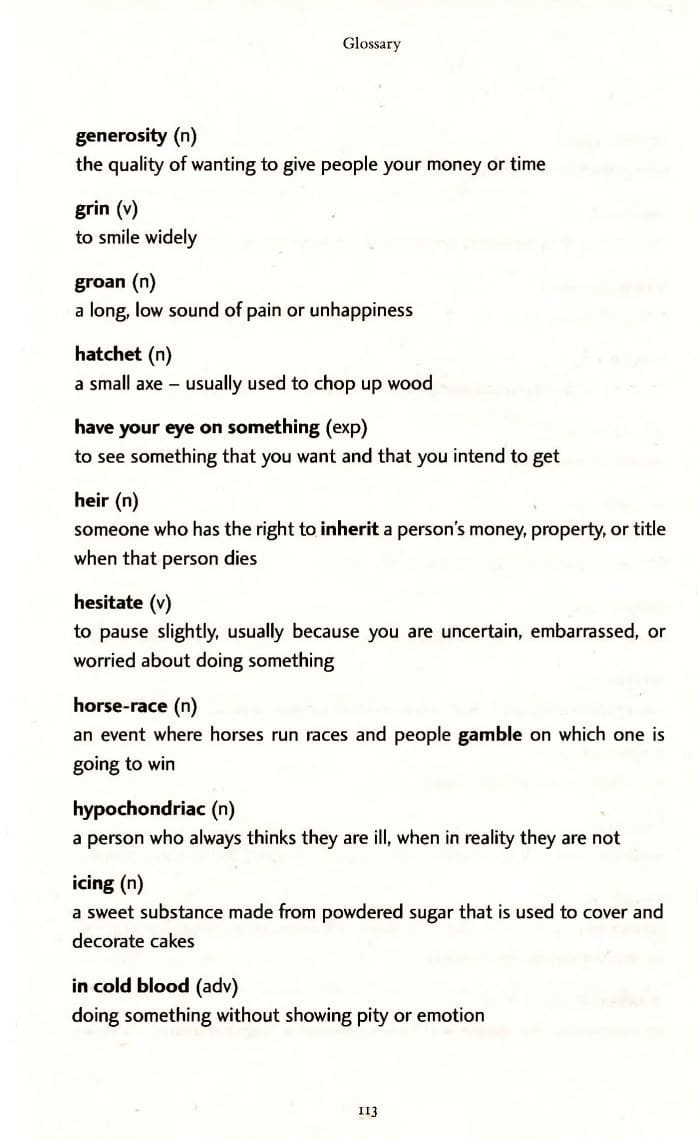 Glossary
generosity (n)
the quality of wanting to give people your money or time
grin (v)
to smile widely
groan (n)
a long, low sound of pain or unhappiness
hatchet (n)
a small axe – usually used to chop up wood
have your eye on something (exp)
to see something that you want and that you intend to get
heir (n)
someone who has the right to inherit a person's money, property, or title
when that person dies
hesitate (v)
to pause slightly, usually because you are uncertain, embarrassed, or
worried about doing something
horse-race (n)
an event where horses run races and people gamble on which one is
going to win
hypochondriac (n)
a person who always thinks they are ill, when in reality they are not
icing (n)
a sweet substance made from powdered sugar that is used to cover and
decorate cakes
in cold blood (adv)
doing something without showing pity or emotion
113